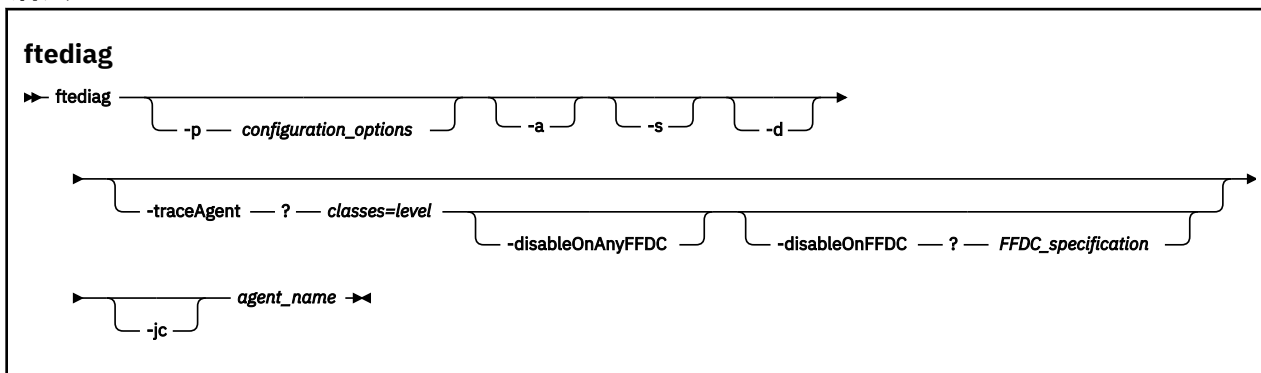 ftediag
ftediag
-p configuration_options
-a
-s
-d
-traceAgent ? classes=level
-disableOnAnyFFDC
-disableOnFFDC ? FFDC_specification
-jc
agent_name